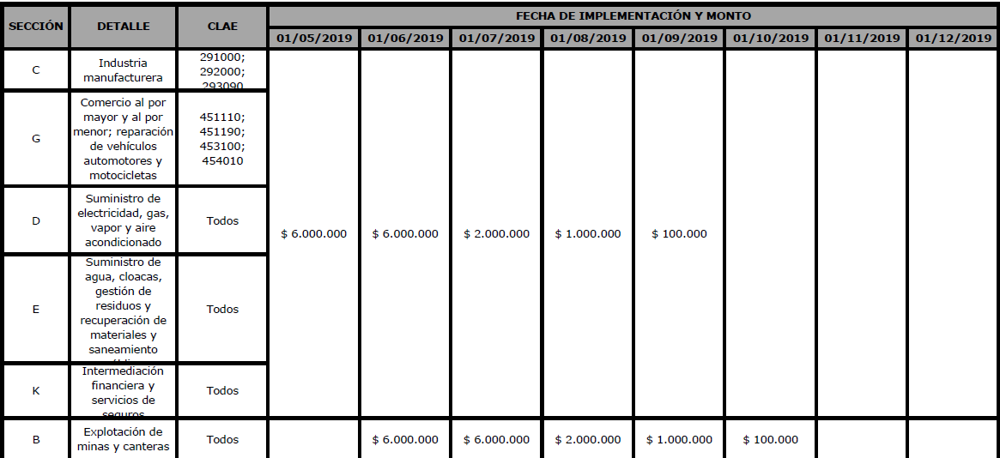 SECCIÓN DETALLE CLAE FECHA DE IMPLEMENTACIÓN Y MONTO
01/05/2019 01/06/2019 01/07/2019 01/08/2019 01/09/2019 01/10/2019 01/11/2019 01/12/2019
C
Industria
manufacturera
291000;
292000;
293090
G
Comercio al por
mayor y al por
menor; reparación
de vehículos
automotores y
motocicletas
451110;
451190;
453100;
454010
D
Suministro de
electricidad, gas,
vapor y aire
acondicionado
Todos
$ 6.000.000 $ 6.000.000 $ 2.000.000 $ 1.000.000 $ 100.000
E
Suministro de
agua, cloacas,
gestión de
residuos y
recuperación de
materiales y
saneamiento
Todos
K
Intermediación
financiera y
servicios de
seguros
Todos
B
Explotación de
minas y canteras
Todos
$ 6.000.000 $ 6.000.000 $ 2.000.000 $ 1.000.000 $ 100.000